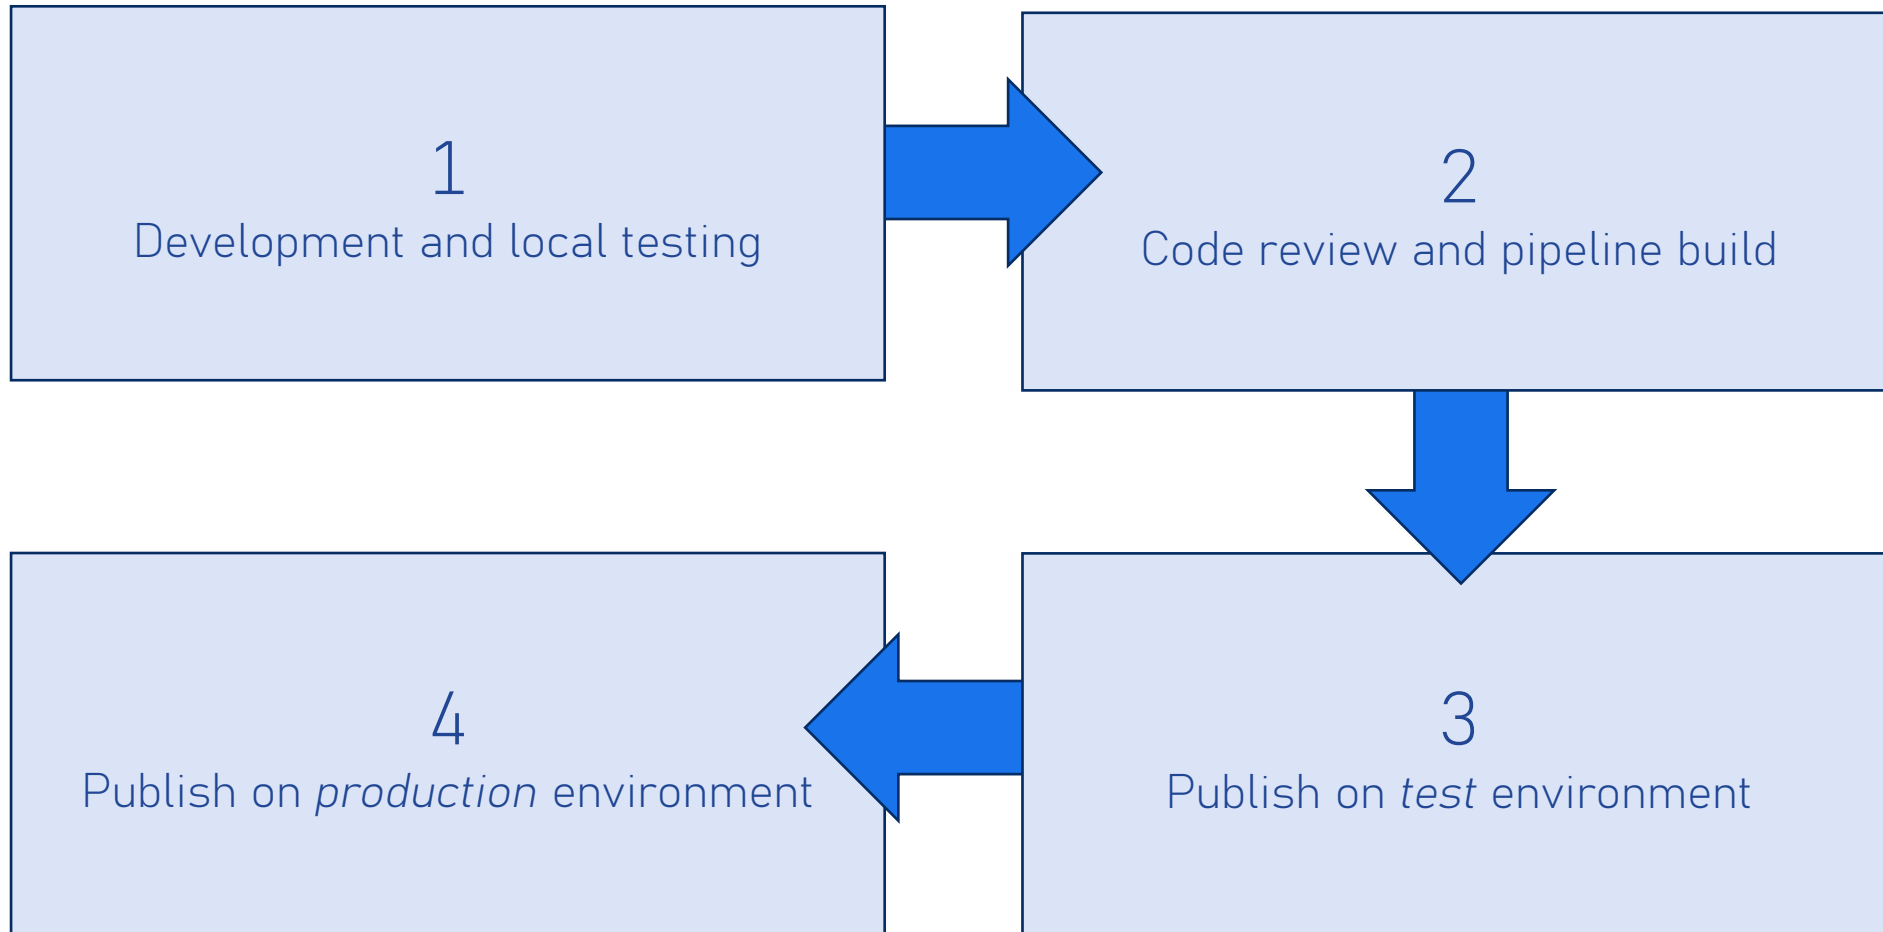 1
Development and local testing
2
Code review and pipeline build
3
Publish on test environment
4
Publish on production environment